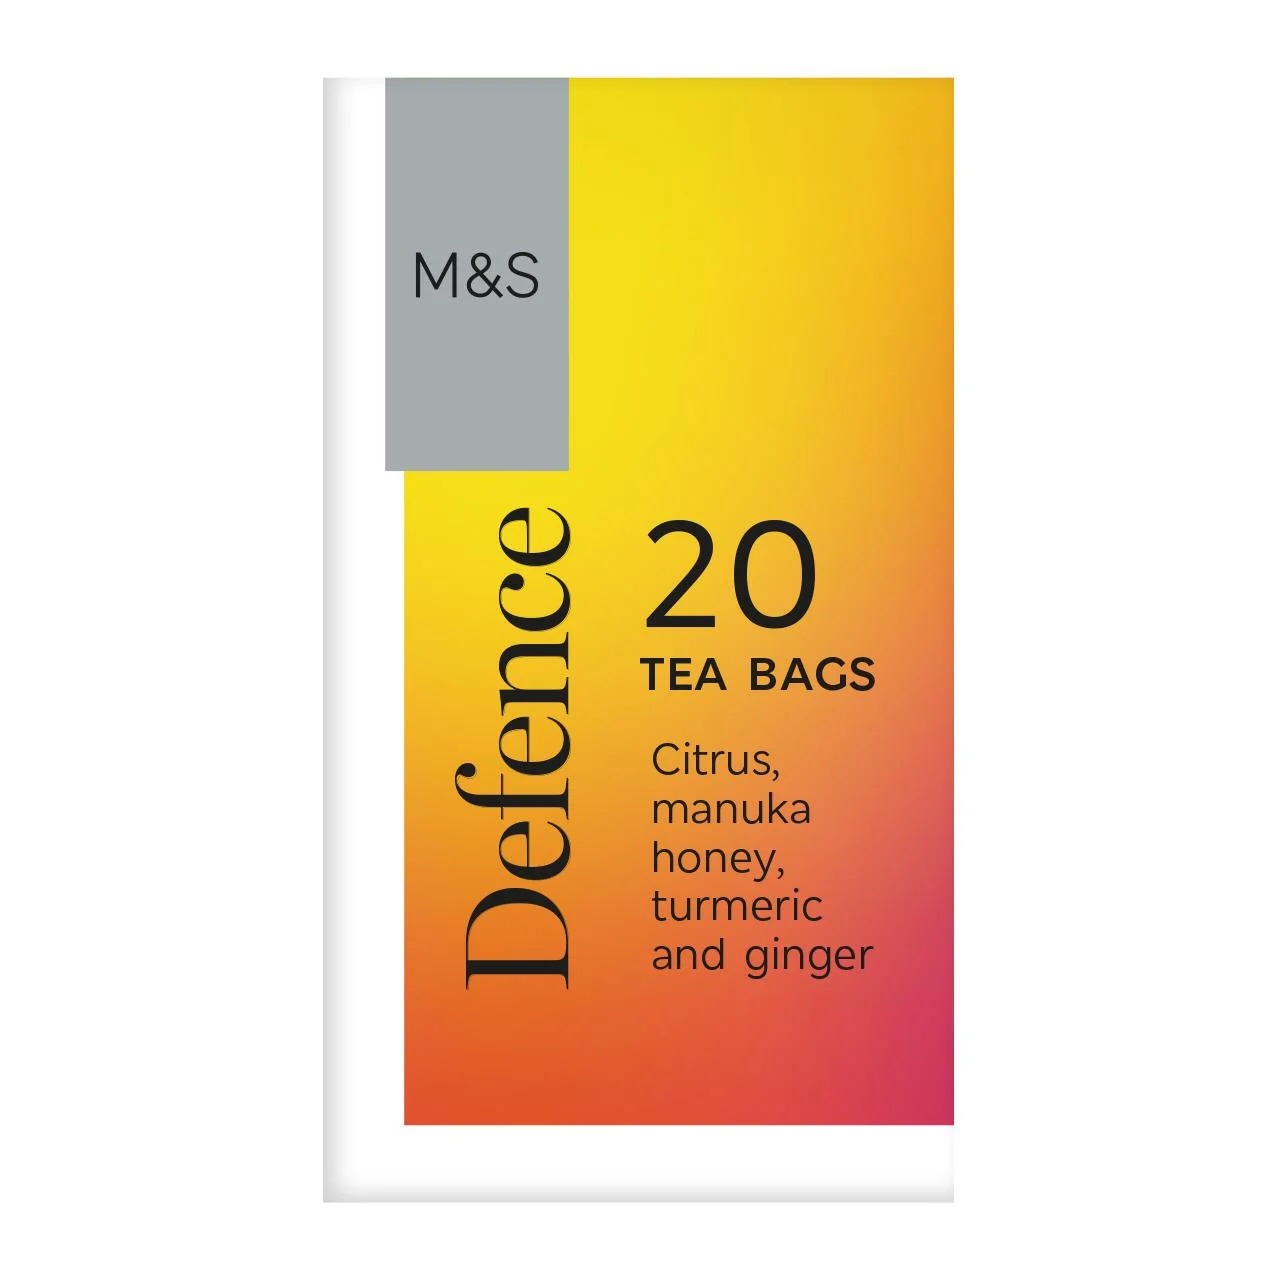 M&S
Defence
20
TEA BAGS
Citrus,
manuka
honey,
turmeric
and ginger